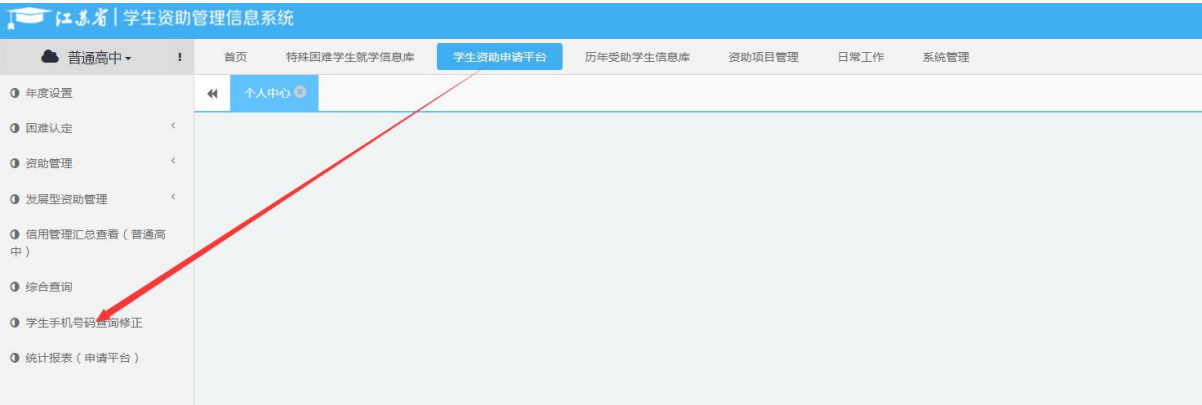 江苏省|学生资助管理信息系统
普通高中
首页 特殊困难学生就学信息库 学生资助申请平台 历年受助学生信息库 资助项目管理 日常工作 系统管理
个人中心
年度设置
困难认定
资助管理
发展型资助管理
信用管理汇总查看（普通高
中）
综合查询
学生手机号码查询修正
统计报表（申请平台）